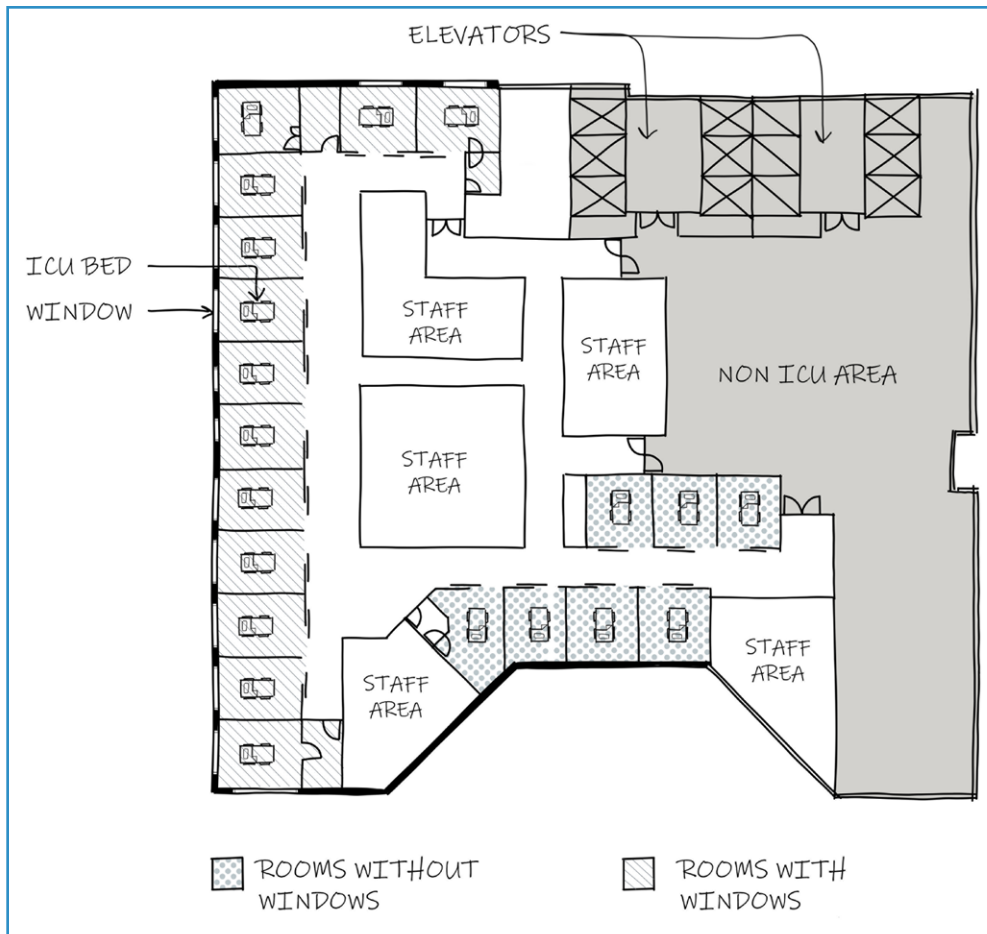 ELEVATORS
ICU BED
WINDOW
STAFF
AREA
STAFF
AREA
NON ICU AREA
STAFF
AREA
STAFF
AREA
STAFF
AREA
ROOMS WITHOUT
WINDOWS
ROOMS WITH
WINDOWS